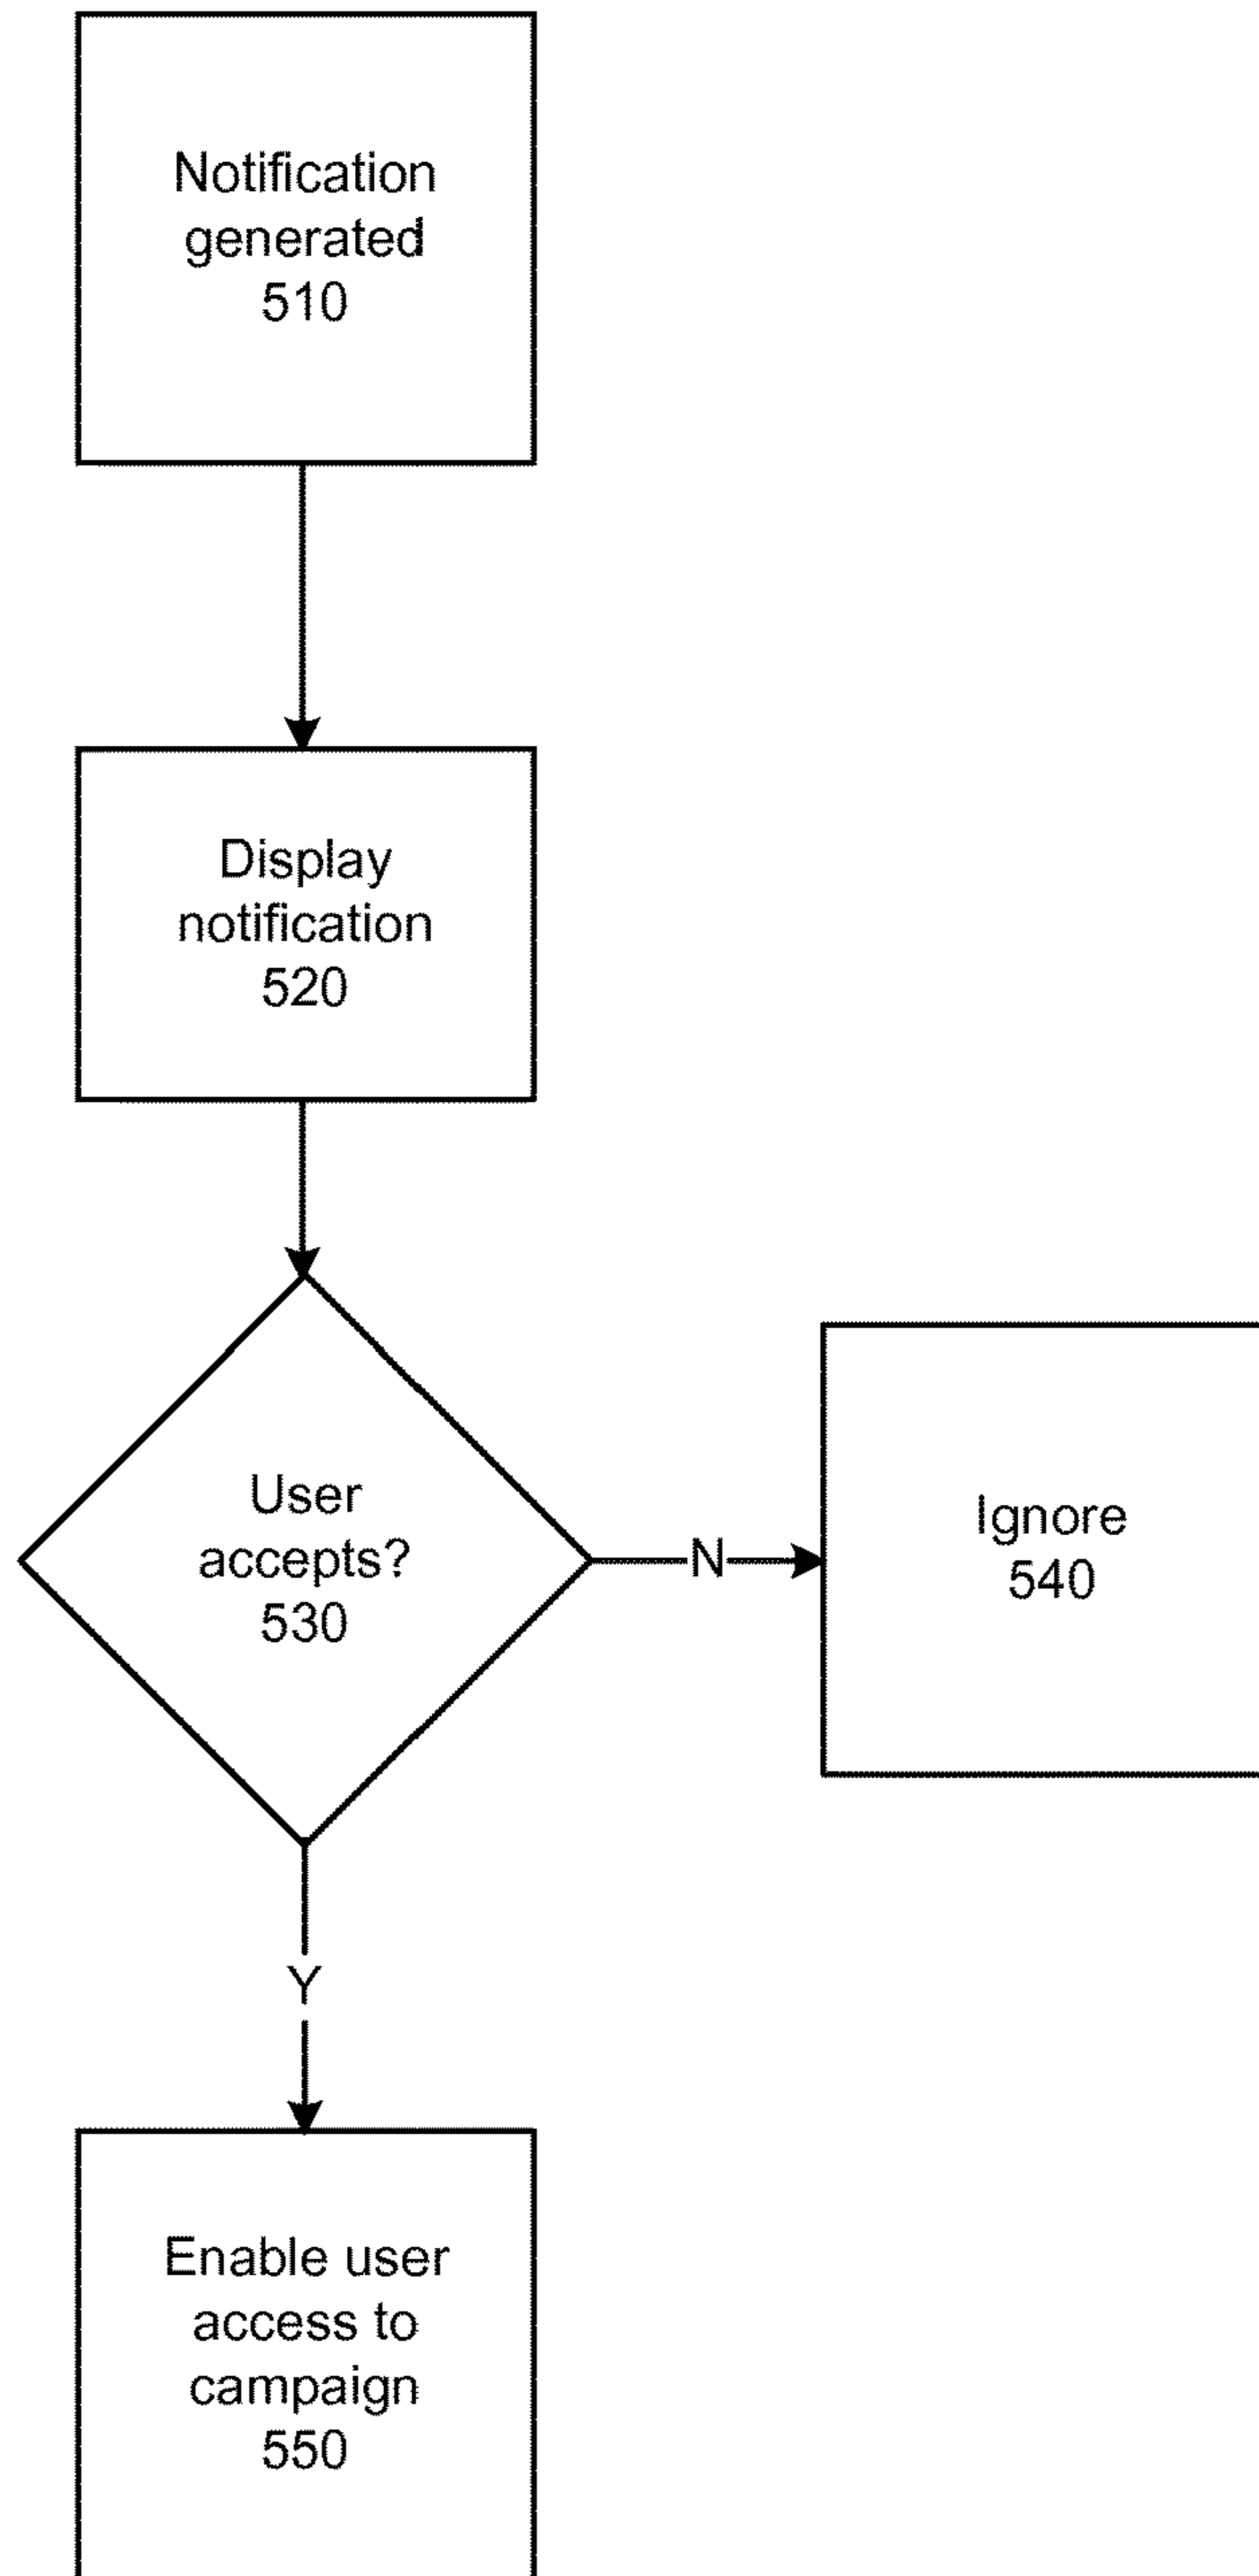 Notification
generated
510
Display
notification
520
User
accepts?
530
N
Ignore
540
Y
Enable user
access to
campaign
550